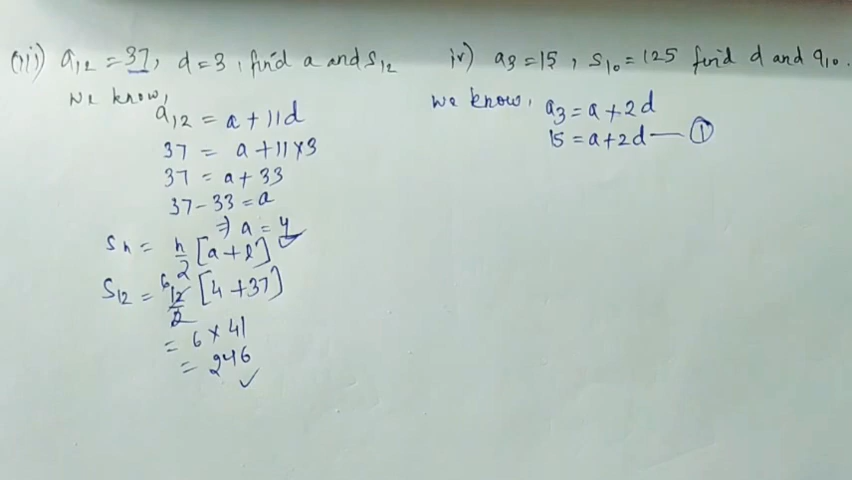 (iii) a12 = 37, d=3, find a and S12
We know,
a12 = a+11d
37 = a+11×3
37 = a+33
37-33 = a
⇒ a = 4
Sn = n/2 [a+l]
S12 = 6 12/2 [4+37]
= 6 × 41
= 246
iv) a3=15, S10=125 find d and a10.
We know, a3 = a+2d
15 = a+2d — ①